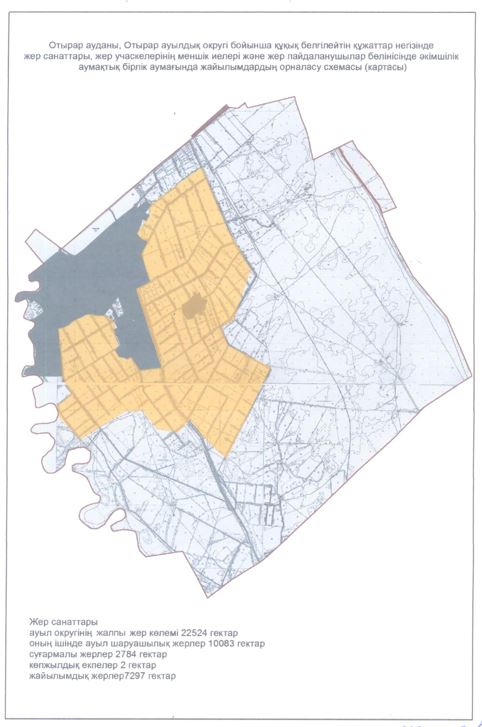 Отырар ауданы, Отырар ауылдық округі бойынша құқық белгілейтін құжаттар негізінде
жер санаттары, жер учаскелерінің меншік иелері және жер пайдаланушылар бөлінісінде әкімшілік
аумақтық бірлік аумағында жайылымдардың орналасу схемасы (картасы)
Жер санаттары
ауыл округінің жалпы жер көлемі 22524 гектар
оның ішінде ауыл шаруашылық жерлер 10083 гектар
суғармалы жерлер 2784 гектар
көпжылдық екпелер 2 гектар
жайылымдық жерлер7297 гектар